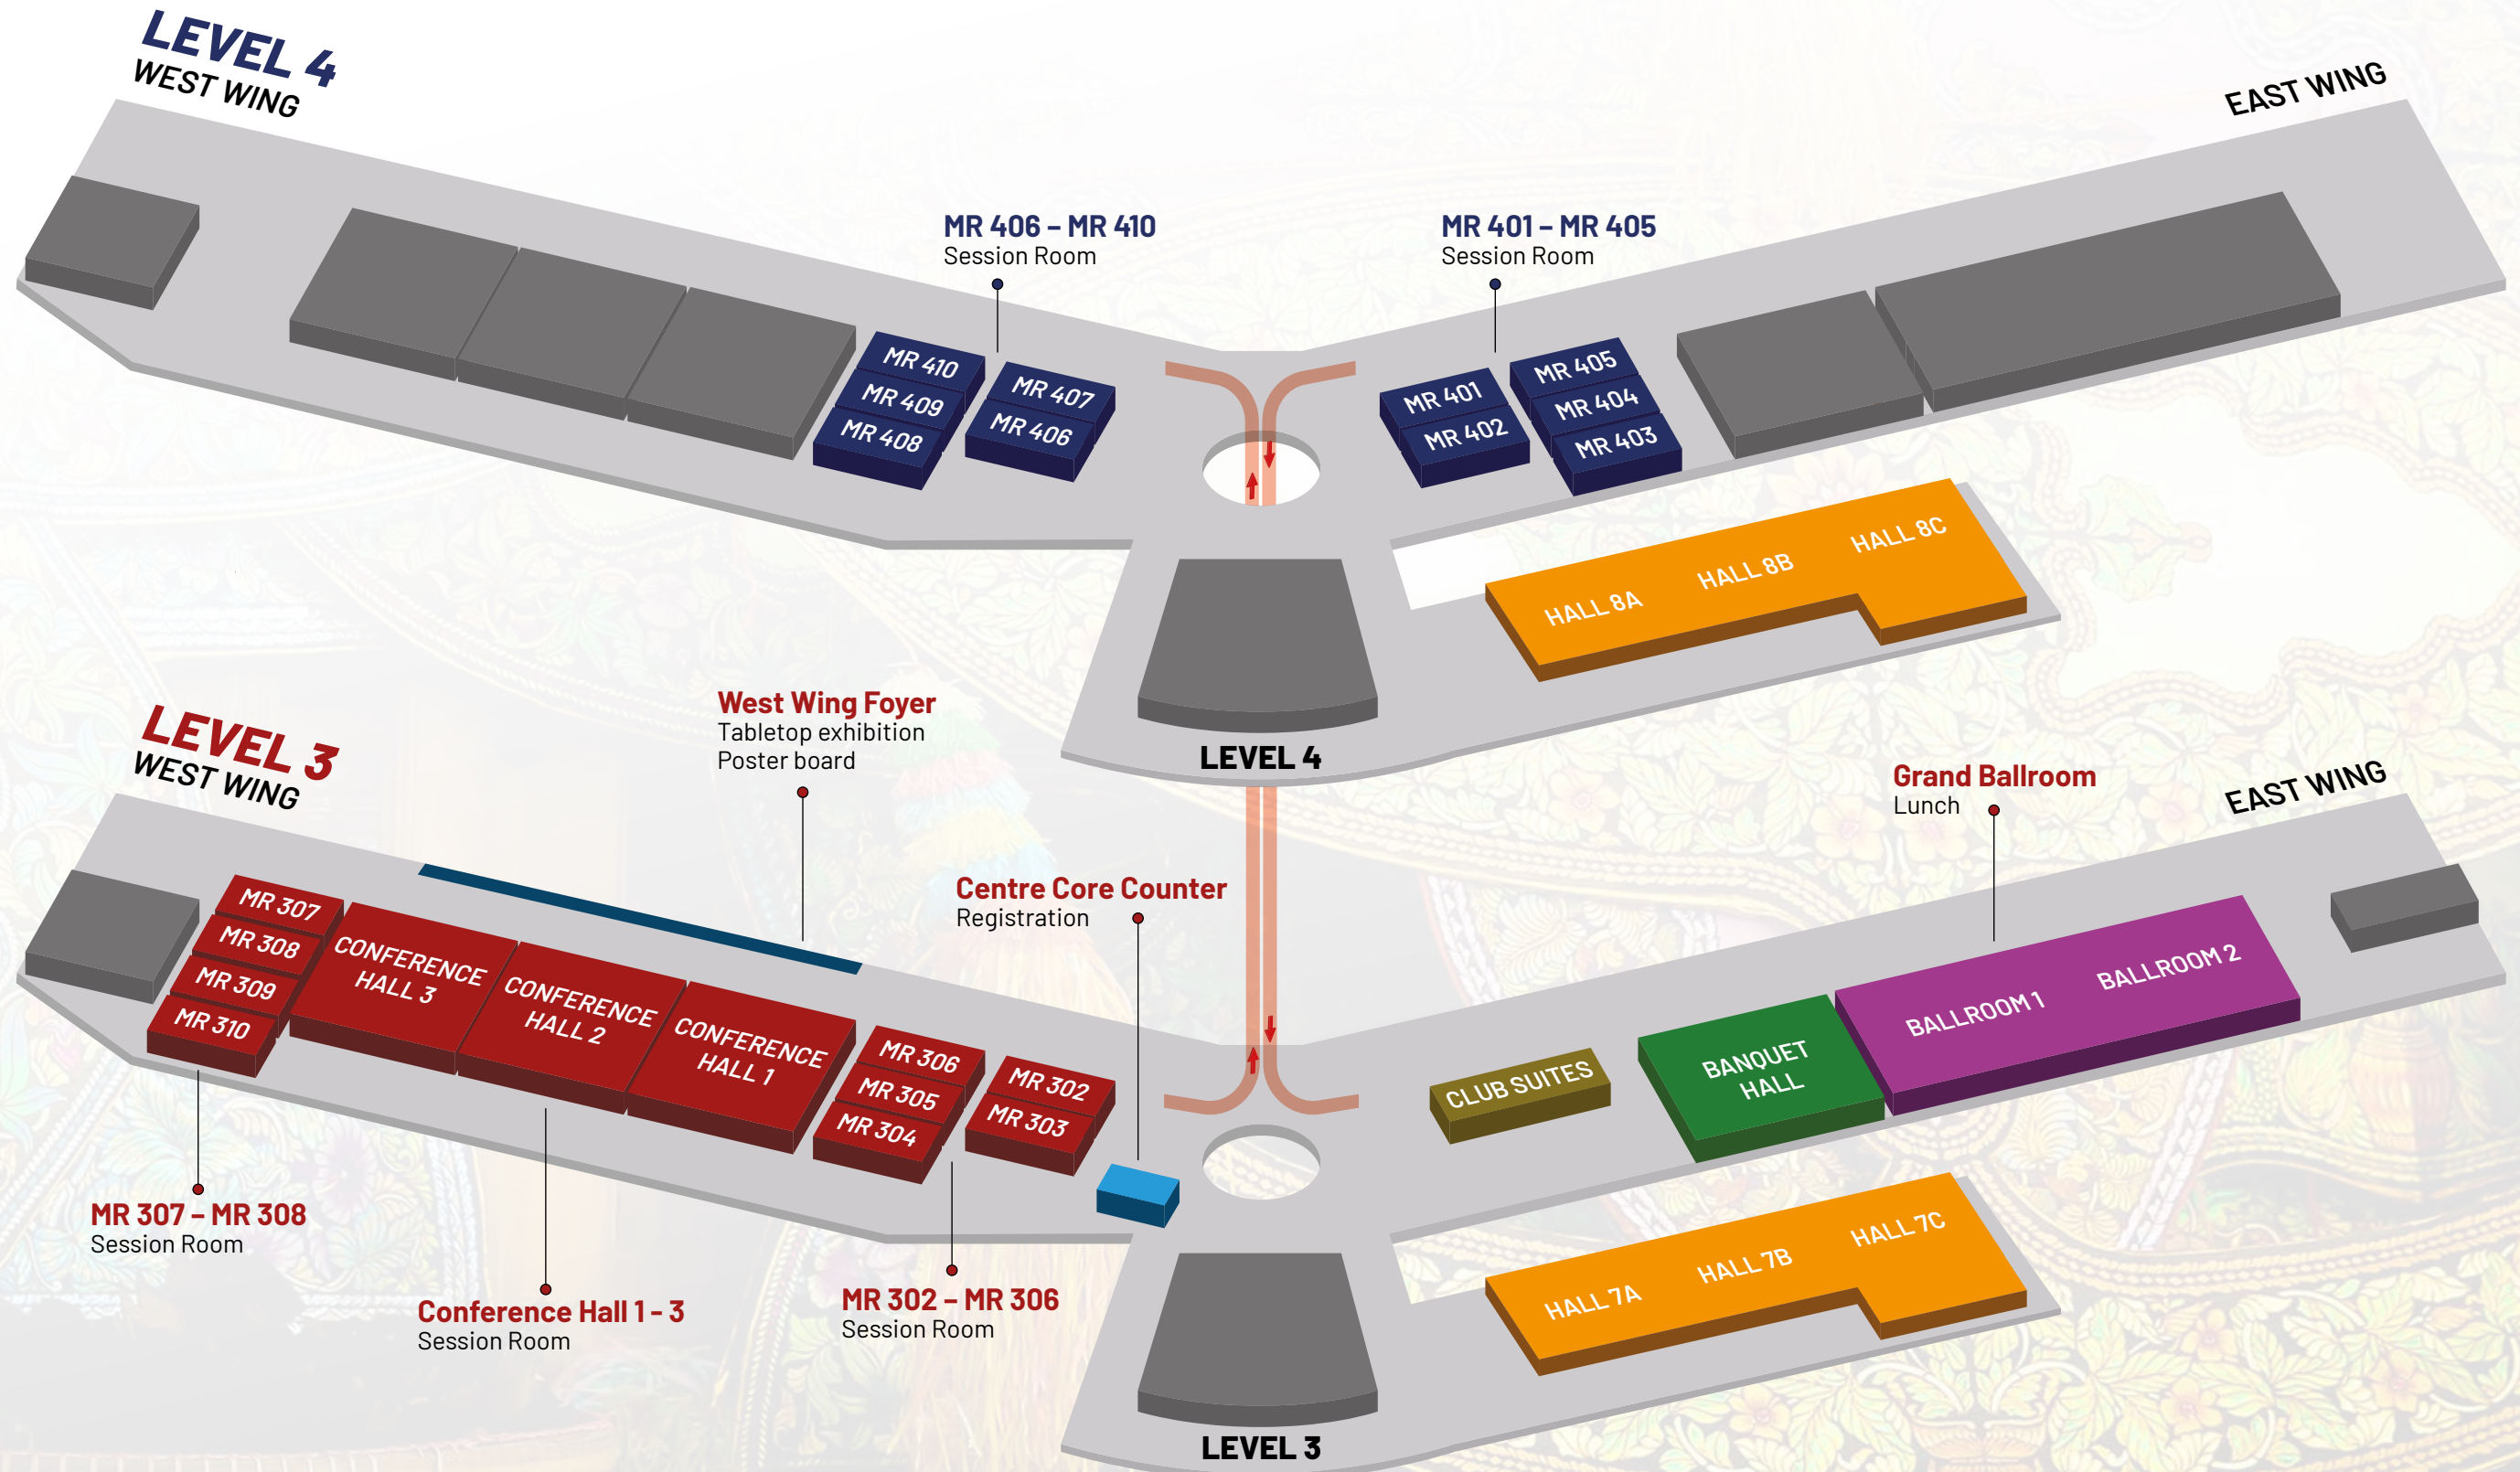 LEVEL 4
WEST WING
EAST WING
MR 406 – MR 410
Session Room
MR 401 – MR 405
Session Room
MR 410
MR 409
MR 408
MR 407
MR 406
MR 401
MR 402
MR 405
MR 404
MR 403
HALL 8A
HALL 8B
HALL 8C
LEVEL 4
LEVEL 3
WEST WING
West Wing Foyer
Tabletop exhibition
Poster board
Centre Core Counter
Registration
Grand Ballroom
Lunch
EAST WING
MR 307
MR 308
MR 309
MR 310
CONFERENCE
HALL 3
CONFERENCE
HALL 2
CONFERENCE
HALL 1
MR 306
MR 305
MR 304
MR 302
MR 303
CLUB SUITES
BANQUET
HALL
BALLROOM 1
BALLROOM 2
HALL 7A
HALL 7B
HALL 7C
MR 307 – MR 308
Session Room
Conference Hall 1 - 3
Session Room
MR 302 – MR 306
Session Room
LEVEL 3